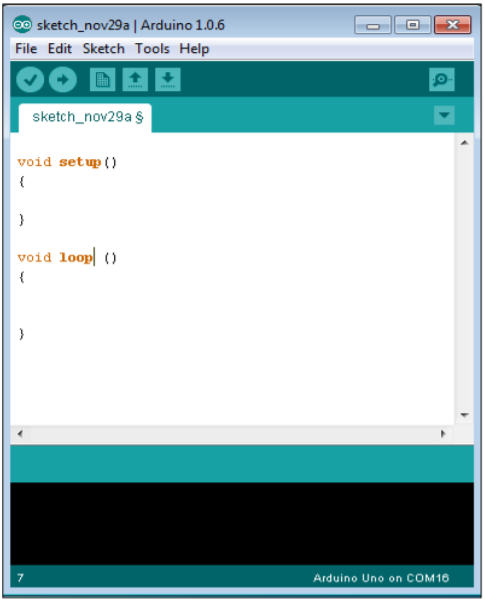 sketch_nov29a | Arduino 1.0.6
File Edit Sketch Tools Help
sketch_nov29a §
void setup()
{
}
void loop ()
{
}
7
Arduino Uno on COM16